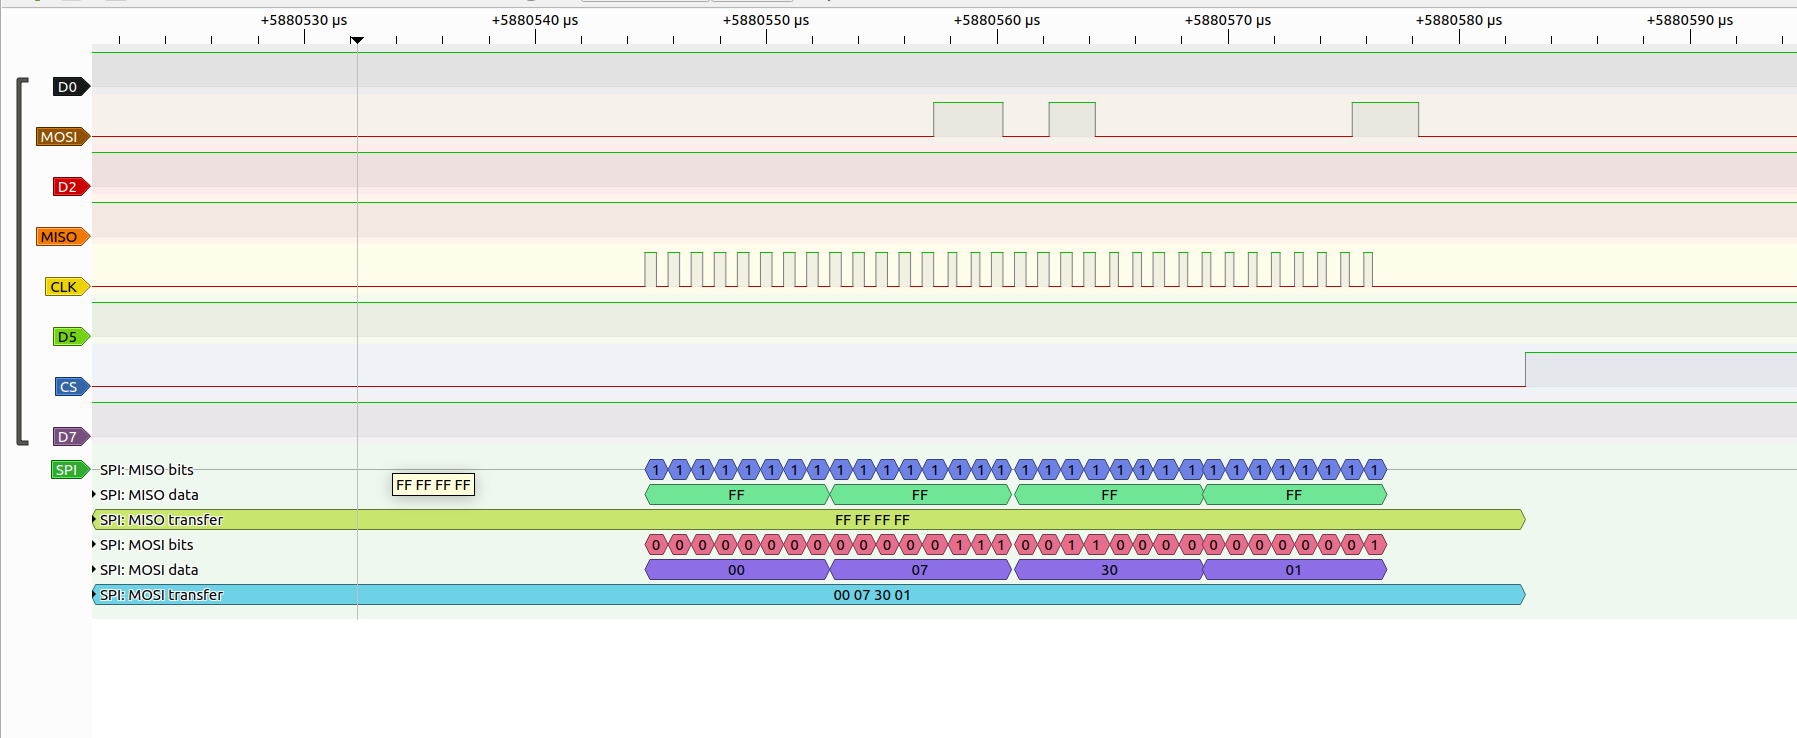 +5880530 µs +5880540 µs +5880550 µs +5880560 µs +5880570 µs +5880580 µs +5880590 µs
D0
MOSI
D2
MISO
CLK
D5
CS
D7
SPI SPI: MISO bits 1 1 1 1 1 1 1 1 1 1 1 1 1 1 1 1 1 1 1 1 1 1 1 1 1 1 1 1 1 1 1 1
FF FF FF FF
SPI: MISO data FF FF FF FF
SPI: MISO transfer FF FF FF FF
SPI: MOSI bits 0 0 0 0 0 0 0 0 0 0 0 0 0 1 1 1 0 0 1 1 0 0 0 0 0 0 0 0 0 0 0 1
SPI: MOSI data 00 07 30 01
SPI: MOSI transfer 00 07 30 01